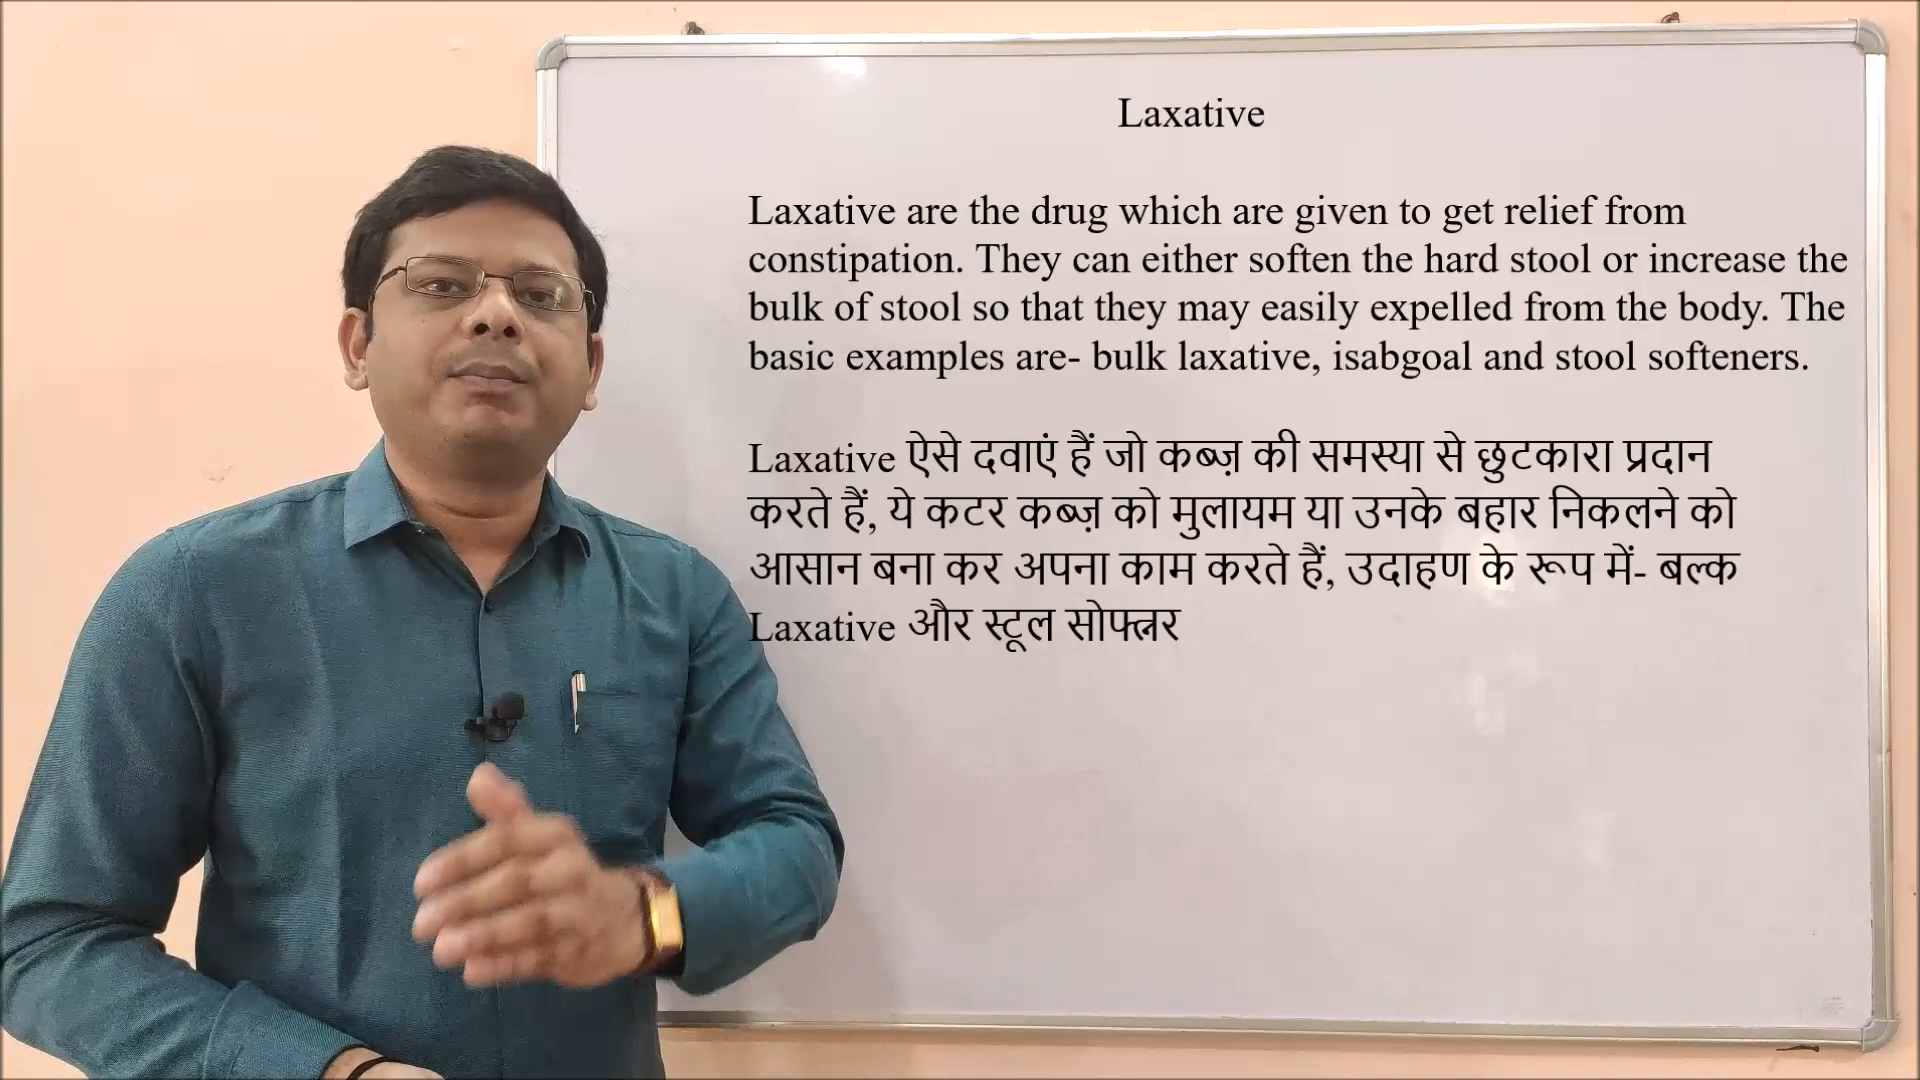 Laxative
Laxative are the drug which are given to get relief from
constipation. They can either soften the hard stool or increase the
bulk of stool so that they may easily expelled from the body. The
basic examples are- bulk laxative, isabgoal and stool softeners.
Laxative ऐसे दवाएं हैं जो कब्ज़ की समस्या से छुटकारा प्रदान
करते हैं, ये कटर कब्ज़ को मुलायम या उनके बहार निकलने को
आसान बना कर अपना काम करते हैं, उदाहण के रूप में- बल्क
Laxative और स्टूल सोफ्त्नर